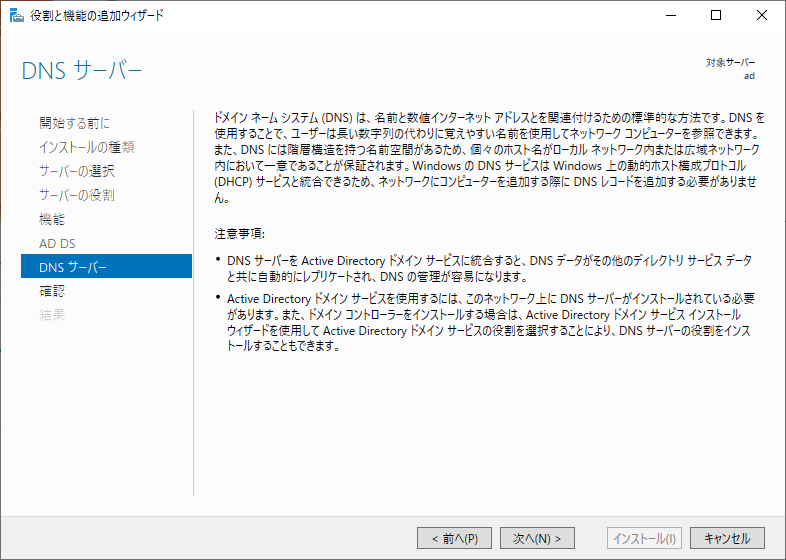 役割と機能の追加ウィザード
DNS サーバー
対象サーバー
ad
開始する前に
インストールの種類
サーバーの選択
サーバーの役割
機能
AD DS
DNS サーバー
確認
結果
ドメイン ネーム システム (DNS) は、名前と数値インターネット アドレスとを関連付けるための標準的な方法です。DNS を
使用することで、ユーザーは長い数字列の代わりに覚えやすい名前を使用してネットワーク コンピューターを参照できます。
また、DNS には階層構造を持つ名前空間があるため、個々のホスト名がローカル ネットワーク内または広域ネットワーク
内において一意であることが保証されます。Windows の DNS サービスは Windows 上の動的ホスト構成プロトコル
(DHCP) サービスと統合できるため、ネットワークにコンピューターを追加する際に DNS レコードを追加する必要がありませ
ん。
注意事項:
• DNS サーバーを Active Directory ドメイン サービスに統合すると、DNS データがその他のディレクトリ サービス データ
と共に自動的にレプリケートされ、DNS の管理が容易になります。
• Active Directory ドメイン サービスを使用するには、このネットワーク上に DNS サーバーがインストールされている必要
があります。また、ドメイン コントローラーをインストールする場合は、Active Directory ドメイン サービス インストール
ウィザードを使用して Active Directory ドメイン サービスの役割を選択することにより、DNS サーバーの役割をインス
トールすることもできます。
< 前へ(P)
次へ(N) >
インストール(I)
キャンセル